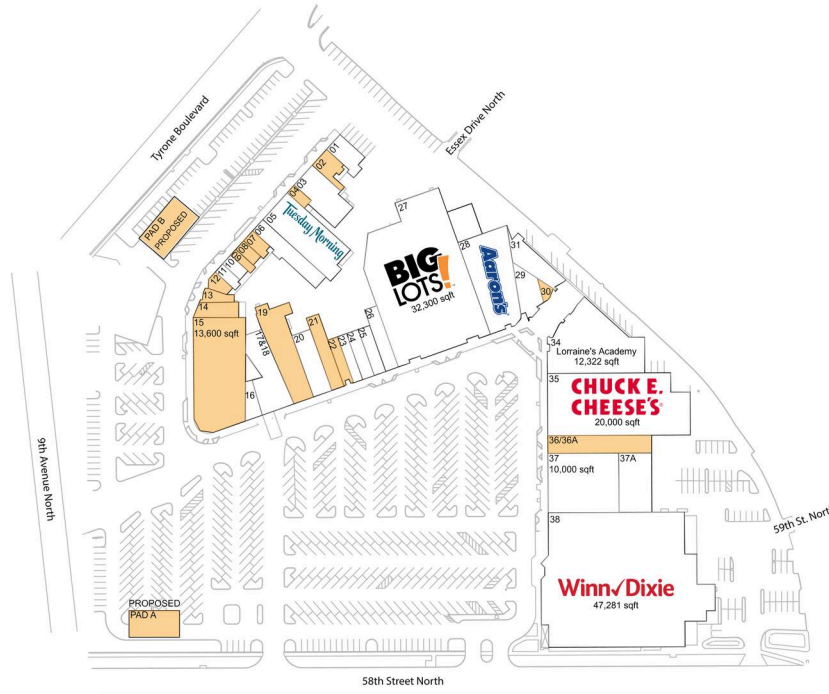 Tyrone Boulevard
Essex Drive North
PAD B
PROPOSED
01
02
03
04
05
Tuesday Morning
06
07
08
09
10
11
12
13
14
15
13,600 sqft
16
17&18
19
20
21
22
23
24
25
26
27
BIG
LOTS!
32,300 sqft
28
Aaron's
29
30
31
34
Lorraine's Academy
12,322 sqft
35
CHUCK E.
CHEESE'S
20,000 sqft
36/36A
37
10,000 sqft
37A
38
Winn Dixie
47,281 sqft
9th Avenue North
59th St. North
PROPOSED
PAD A
58th Street North